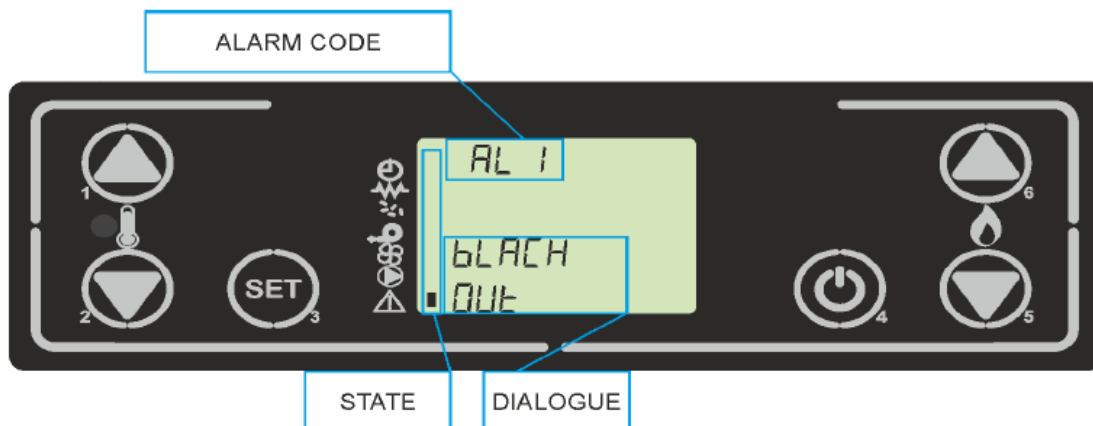 ALARM CODE
AL 1
bLACH
OUt
1
2
SET
3
4
5
6
STATE
DIALOGUE